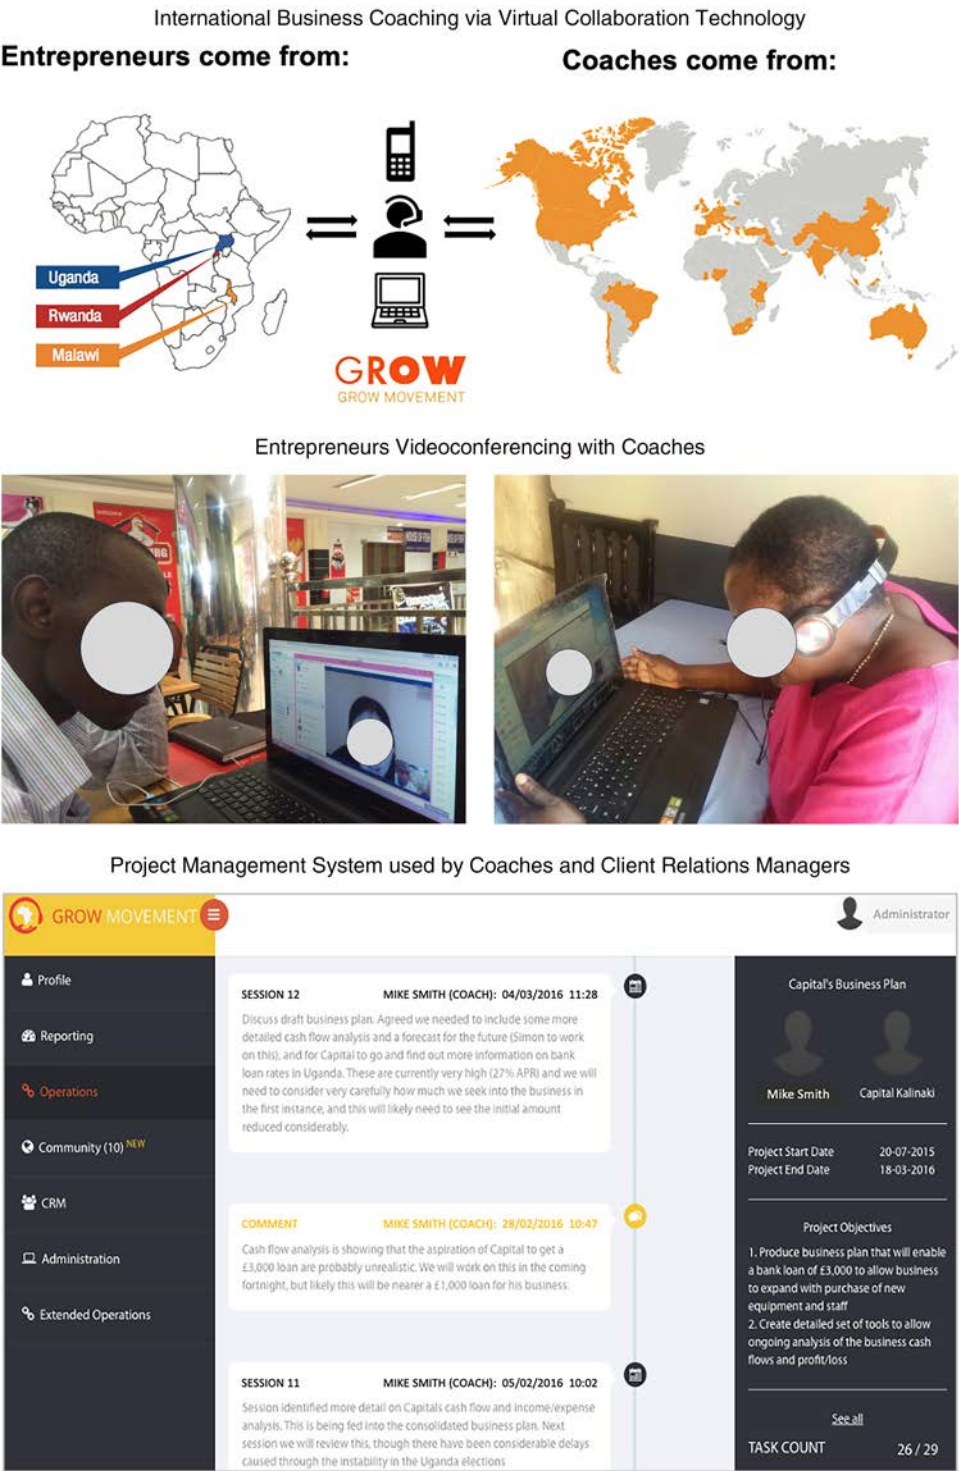 International Business Coaching via Virtual Collaboration Technology
Entrepreneurs come from:
Coaches come from:
Uganda
Rwanda
Malawi
GROW
GROW MOVEMENT
Entrepreneurs Videoconferencing with Coaches
Project Management System used by Coaches and Client Relations Managers
GROW MOVEMENT
Administrator
Profile
Reporting
Operations
Community (10) NEW
CRM
Administration
Extended Operations
SESSION 12 MIKE SMITH (COACH): 04/03/2016 11:28
Discuss draft business plan. Agreed we needed to include some more
detailed cash flow analysis and a forecast for the future (Simon to work
on this), and for Capital to go and find out more information on bank
loan rates in Uganda. These are currently very high (27% APR) and we will
need to consider very carefully how much we seek into the business in
the first instance, and this will likely need to see the initial amount
reduced considerably.
COMMENT MIKE SMITH (COACH): 28/02/2016 10:47
Cash flow analysis is showing that the aspiration of Capital to get a
£3,000 loan are probably unrealistic. We will work on this in the coming
fortnight, but likely this will be nearer a £1,000 loan for his business.
SESSION 11 MIKE SMITH (COACH): 05/02/2016 10:02
Session identified more detail on Capitals cash flow and income/expense
analysis. This is being fed into the consolidated business plan. Next
session we will review this, though there have been considerable delays
caused through the instability in the Uganda elections
Capital's Business Plan
Mike Smith Capital Kalinaki
Project Start Date 20-07-2015
Project End Date 18-03-2016
Project Objectives
1. Produce business plan that will enable
a bank loan of £3,000 to allow business
to expand with purchase of new
equipment and staff
2. Create detailed set of tools to allow
ongoing analysis of the business cash
flows and profit/loss
See all
TASK COUNT 26 / 29